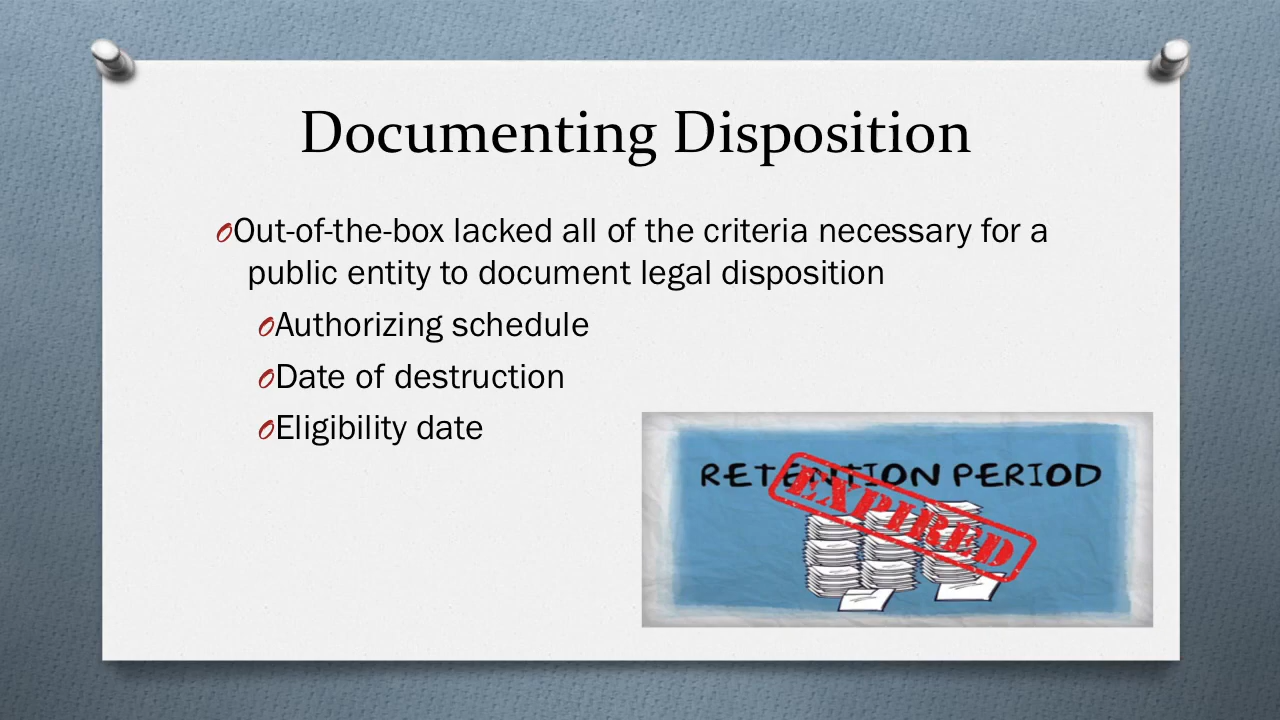 Documenting Disposition
Out-of-the-box lacked all of the criteria necessary for a
public entity to document legal disposition
Authorizing schedule
Date of destruction
Eligibility date
RETENTION PERIOD
EXPIRED